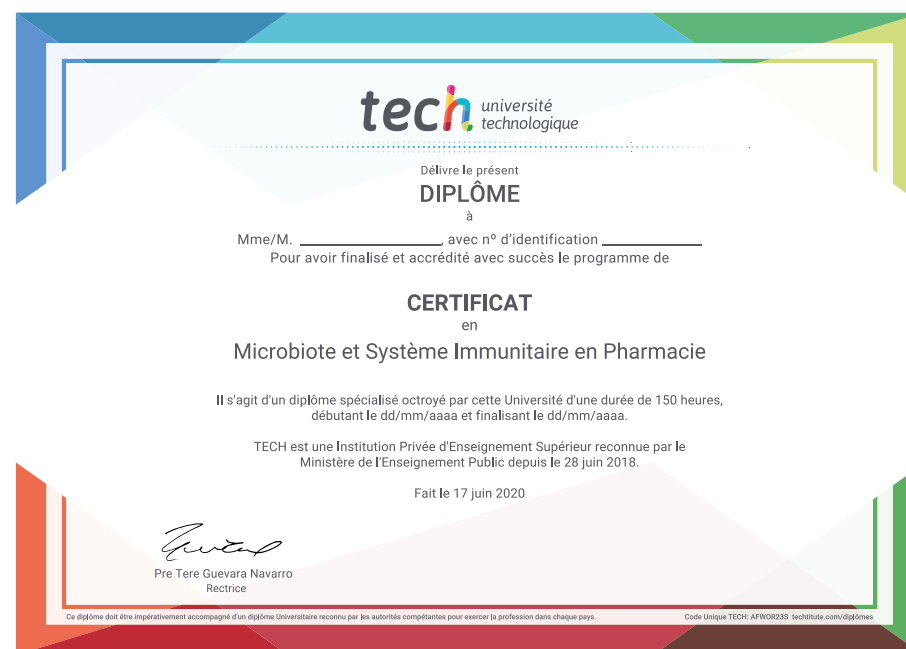 tech université
technologique
Délivre le présent
DIPLÔME
à
Mme/M. ____________________, avec nº d'identification ______________
Pour avoir finalisé et accrédité avec succès le programme de
CERTIFICAT
en
Microbiote et Système Immunitaire en Pharmacie
Il s'agit d'un diplôme spécialisé octroyé par cette Université d'une durée de 150 heures,
débutant le dd/mm/aaaa et finalisant le dd/mm/aaaa.
TECH est une Institution Privée d'Enseignement Supérieur reconnue par le
Ministère de l'Enseignement Public depuis le 28 juin 2018.
Fait le 17 juin 2020
Pre Tere Guevara Navarro
Rectrice
Ce diplôme doit être impérativement accompagné d'un diplôme Universitaire reconnu par les autorités compétantes pour exercer la profession dans chaque pays.
Code Unique TECH: AFWOR23S techtitute.com/diplômes